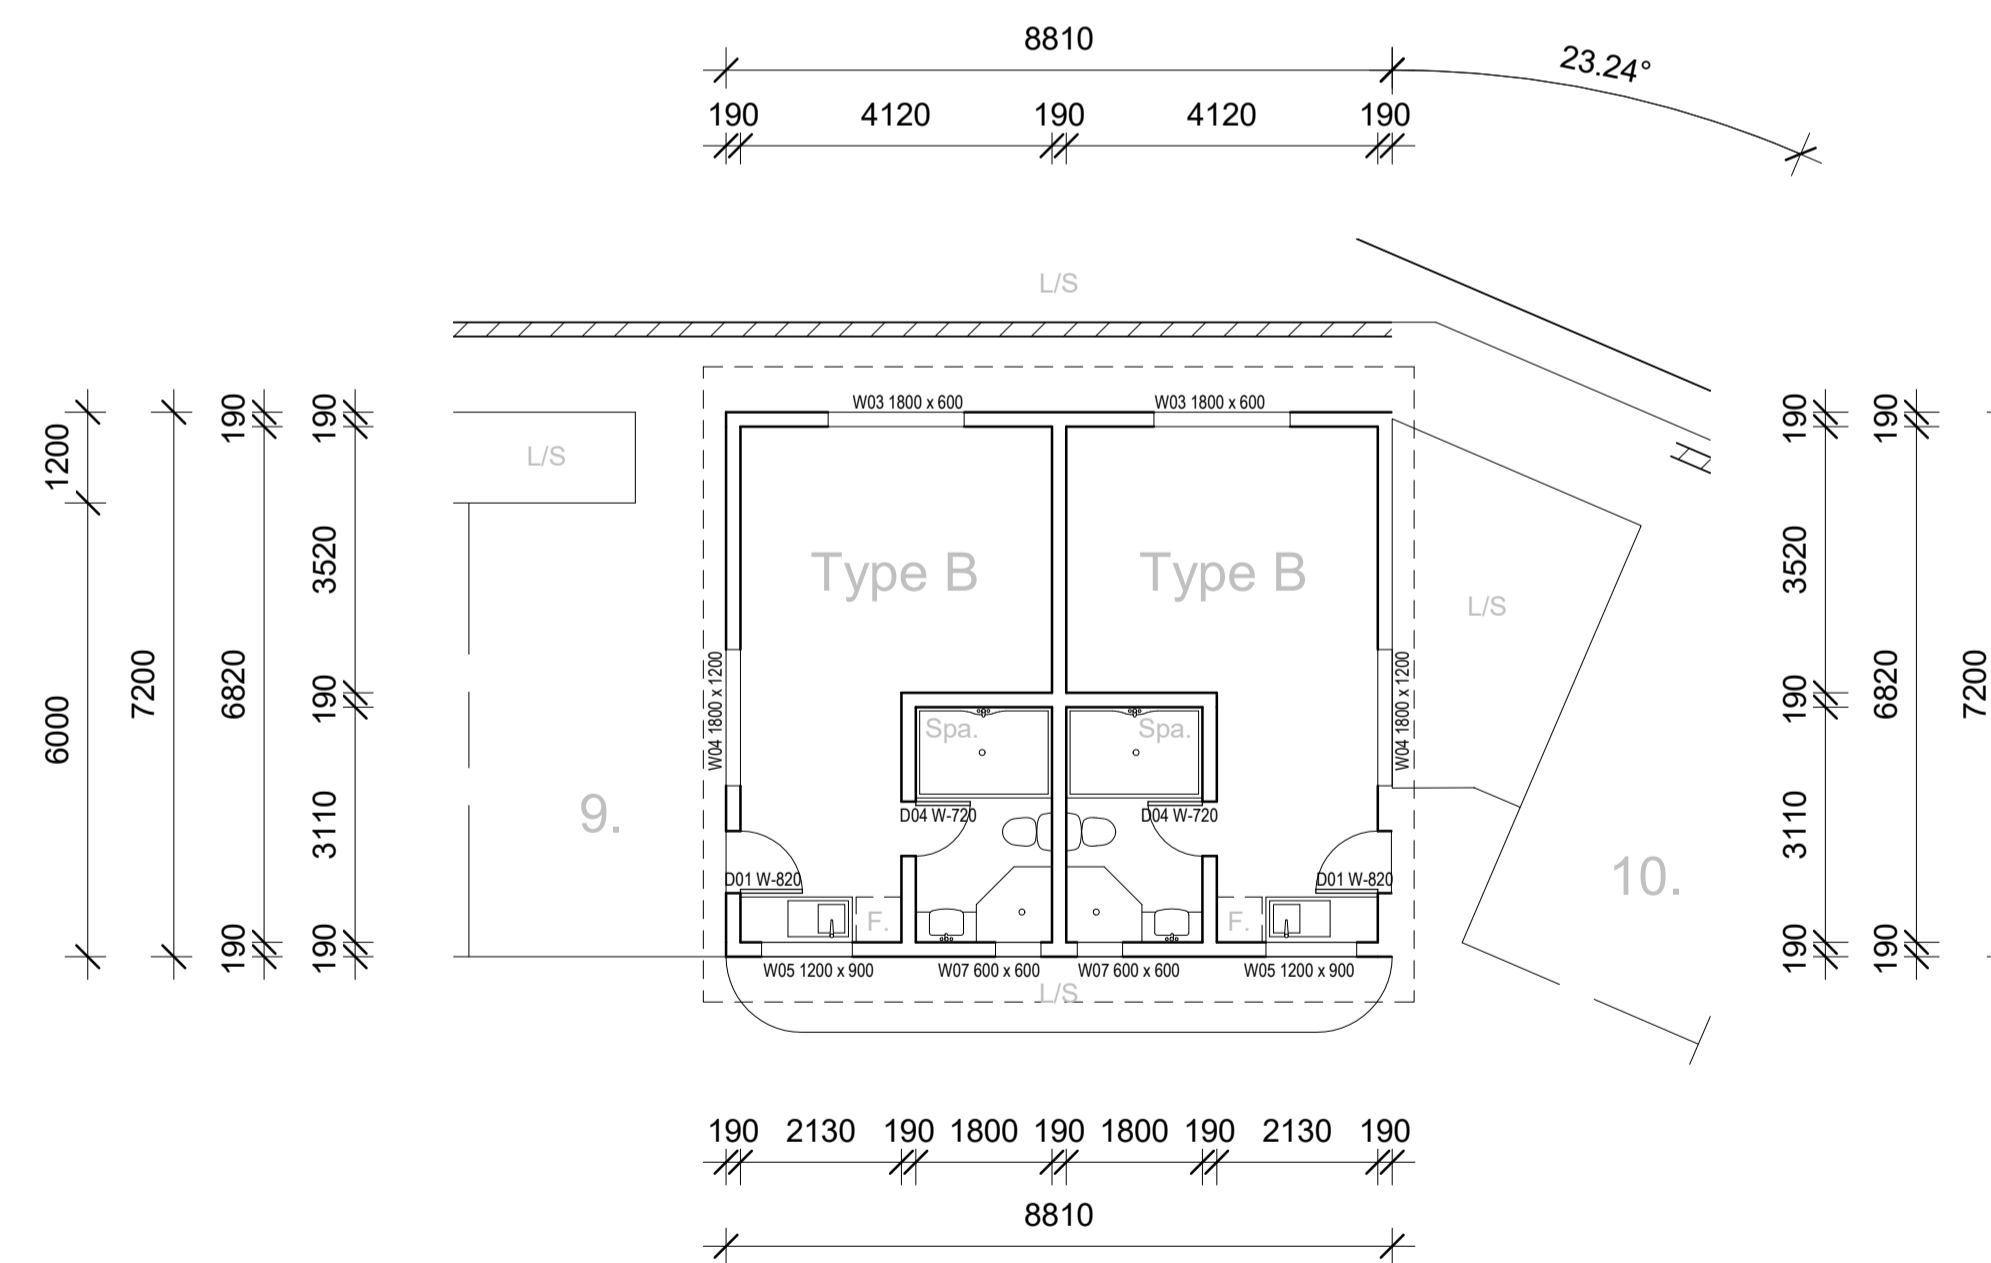 8810
23.24°
190 4120 190 4120 190
L/S
W03 1800 x 600 W03 1800 x 600
1200
6000
7200
190
6820
190
190
3520
190
3110
190
L/S
Type B Type B
L/S
W04 1800 x 1200
W04 1800 x 1200
Spa. Spa.
D04 W-720 D04 W-720
9.
10.
D01 W-820 D01 W-820
F. F.
W05 1200 x 900 W07 600 x 600 W07 600 x 600 W05 1200 x 900
L/S
190
3520
190
3110
190
190
6820
190
7200
190 2130 190 1800 190 1800 190 2130 190
8810